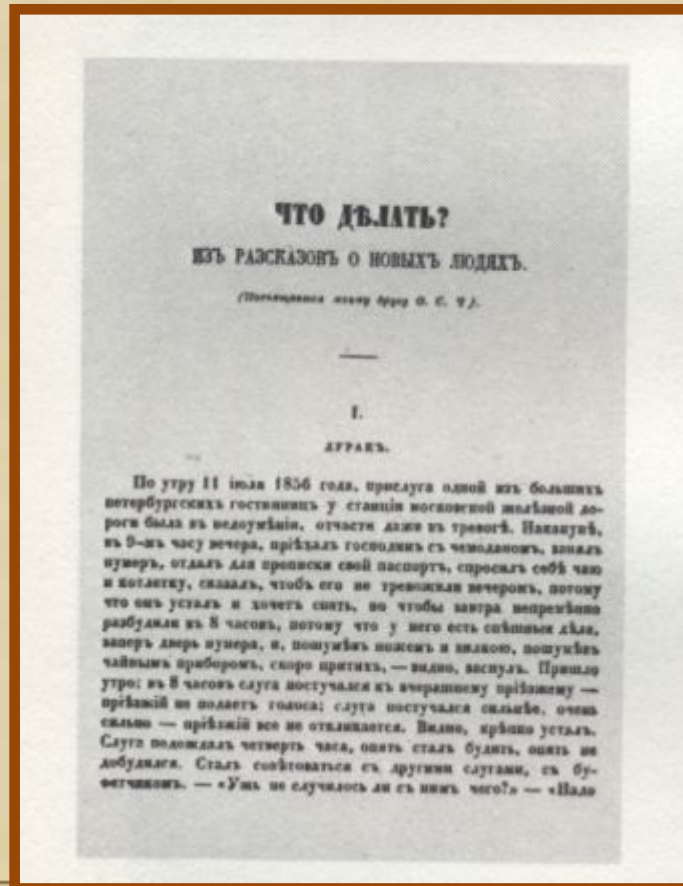 ЧТО ДѢЛАТЬ?
ИЗЪ РАЗСКАЗОВЪ О НОВЫХЪ ЛЮДЯХЪ.
(Посвящается моему другу О. С. Ч.).
I.
ДУРАКЪ.
По утру 11 іюля 1856 года, прислуга одной изъ большихъ
петербургскихъ гостинницъ у станціи московской желѣзной до-
роги была въ недоумѣніи, отчасти даже въ тревогѣ. Наканунѣ,
въ 9-мъ часу вечера, пріѣхалъ господинъ съ чемоданомъ, занялъ
нумеръ, отдалъ для прописки свой паспортъ, спросилъ себѣ чаю
и котлетку, сказалъ, чтобъ его не тревожили вечеромъ, потому
что онъ усталъ и хочетъ спать, но чтобы завтра непремѣнно
разбудили въ 8 часовъ, потому что у него есть спѣшныя дѣла,
заперъ дверь нумера, и, пошумѣвъ ножемъ и вилкою, пошумѣвъ
чайнымъ приборомъ, скоро притихъ, — видно, заснулъ. Пришло
утро; въ 8 часовъ слуга постучался къ вчерашнему пріѣзжему —
пріѣзжій не подаетъ голоса; слуга постучался сильнѣе, очень
сильно — пріѣзжій все не откликается. Видно, крѣпко усталъ.
Слуга подождалъ четверть часа, опять сталъ будить, опять не
добудился. Сталъ совѣтоваться съ другими слугами, съ бу-
фетчикомъ. — «Ужь не случилось ли съ нимъ чего?» — «Надо